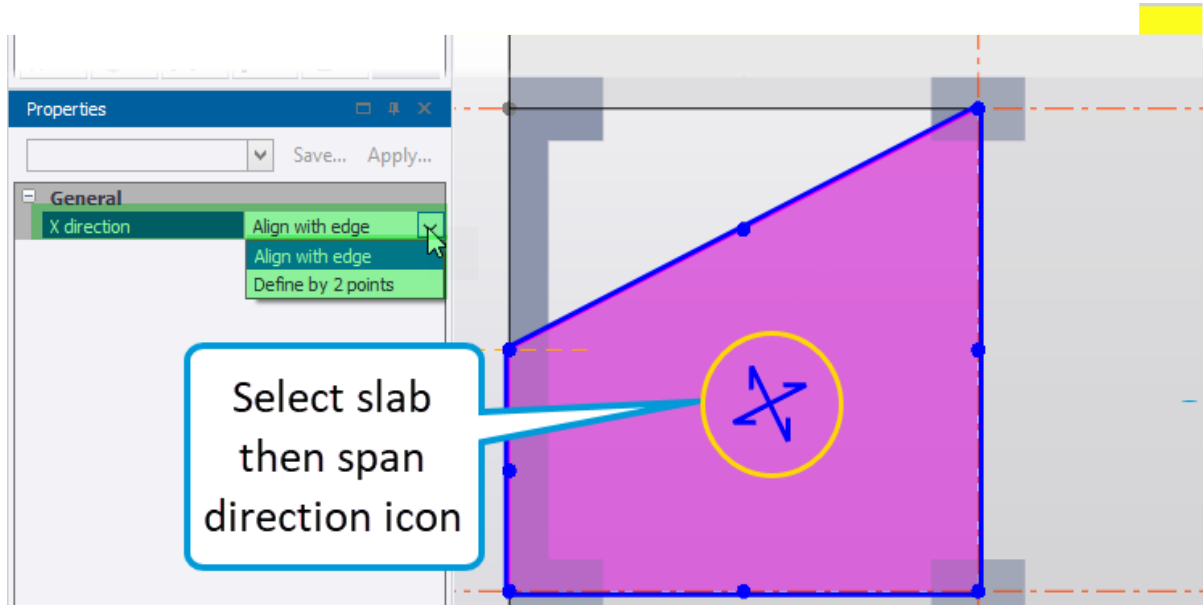 Properties
Save... Apply...
General
X direction Align with edge
Align with edge
Define by 2 points
Select slab
then span
direction icon